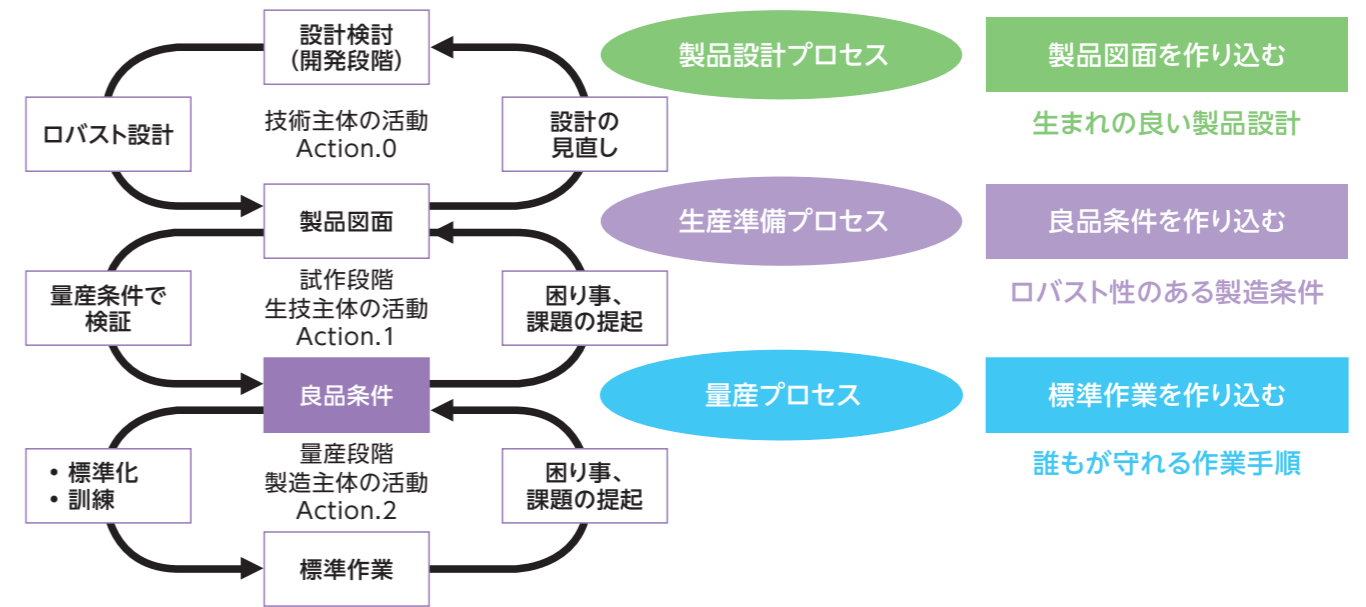 設計検討
（開発段階）
ロバスト設計
技術主体の活動
Action.0
設計の
見直し
製品図面
量産条件で
検証
試作段階
生技主体の活動
Action.1
困り事、
課題の提起
良品条件
• 標準化
• 訓練
量産段階
製造主体の活動
Action.2
困り事、
課題の提起
標準作業
製品設計プロセス
製品図面を作り込む
生まれの良い製品設計
生産準備プロセス
良品条件を作り込む
ロバスト性のある製造条件
量産プロセス
標準作業を作り込む
誰もが守れる作業手順